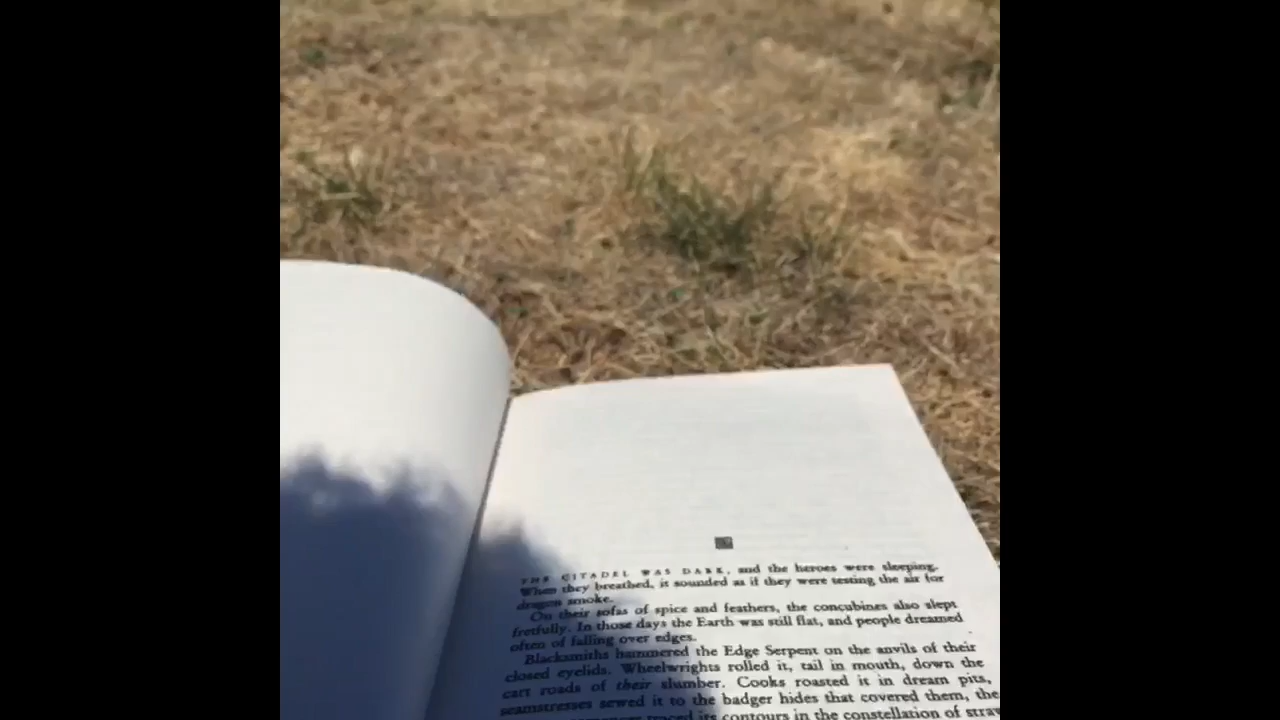 THE CITADEL WAS DARK, and the heroes were sleeping.
When they breathed, it sounded as if they were testing the air for
dragon smoke.
On their sofas of spice and feathers, the concubines also slept
fretfully. In those days the Earth was still flat, and people dreamed
often of falling over edges.
Blacksmiths hammered the Edge Serpent on the anvils of their
closed eyelids. Wheelwrights rolled it, tail in mouth, down the
cart roads of their slumber. Cooks roasted it in dream pits,
seamstresses sewed it to the badger hides that covered them, the
traced its contours in the constellation of straw